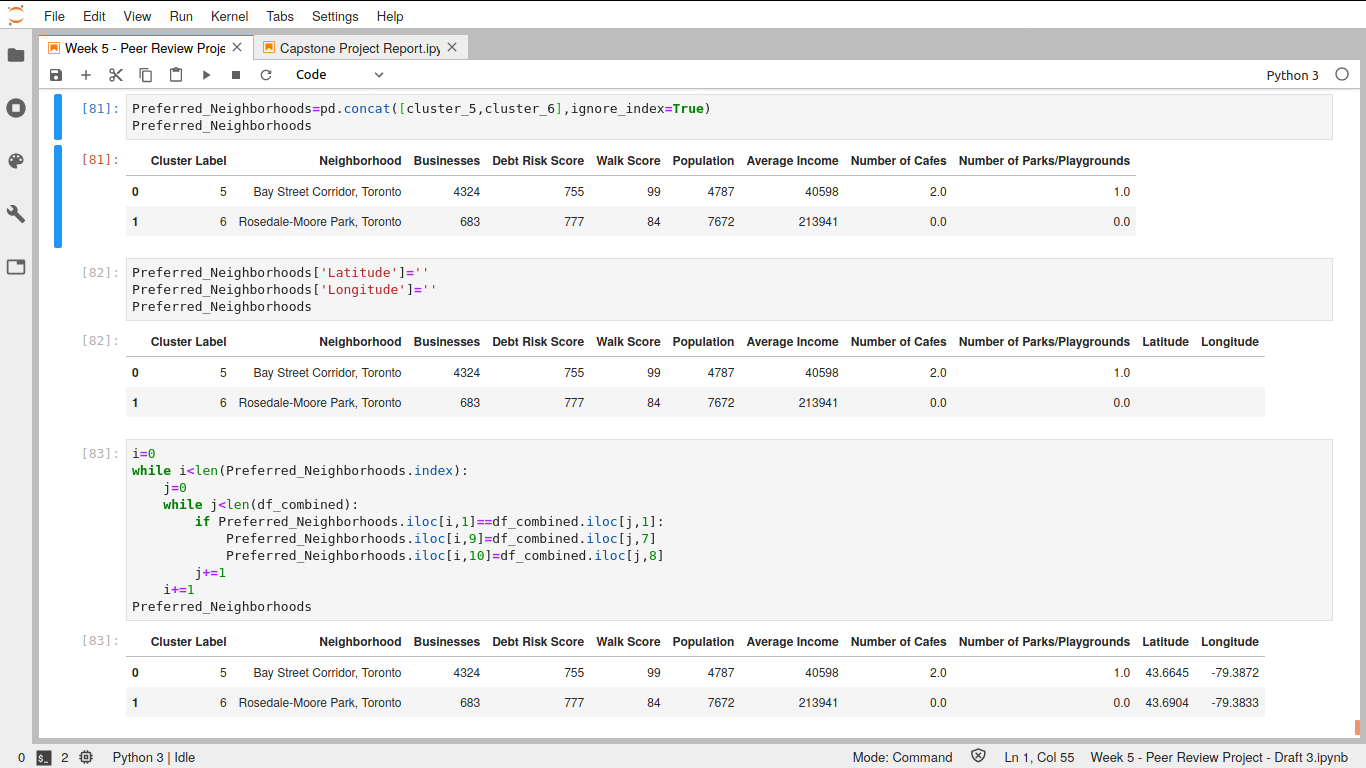 File Edit View Run Kernel Tabs Settings Help
Week 5 - Peer Review Proje Capstone Project Report.ipy
Code Python 3
[81]: Preferred_Neighborhoods=pd.concat([cluster_5,cluster_6],ignore_index=True)
Preferred_Neighborhoods
[81]: Cluster Label Neighborhood Businesses Debt Risk Score Walk Score Population Average Income Number of Cafes Number of Parks/Playgrounds
0 5 Bay Street Corridor, Toronto 4324 755 99 4787 40598 2.0 1.0
1 6 Rosedale-Moore Park, Toronto 683 777 84 7672 213941 0.0 0.0
[82]: Preferred_Neighborhoods['Latitude']=''
Preferred_Neighborhoods['Longitude']=''
Preferred_Neighborhoods
[82]: Cluster Label Neighborhood Businesses Debt Risk Score Walk Score Population Average Income Number of Cafes Number of Parks/Playgrounds Latitude Longitude
0 5 Bay Street Corridor, Toronto 4324 755 99 4787 40598 2.0 1.0
1 6 Rosedale-Moore Park, Toronto 683 777 84 7672 213941 0.0 0.0
[83]: i=0
while i<len(Preferred_Neighborhoods.index):
    j=0
    while j<len(df_combined):
        if Preferred_Neighborhoods.iloc[i,1]==df_combined.iloc[j,1]:
            Preferred_Neighborhoods.iloc[i,9]=df_combined.iloc[j,7]
            Preferred_Neighborhoods.iloc[i,10]=df_combined.iloc[j,8]
        j+=1
    i+=1
Preferred_Neighborhoods
[83]: Cluster Label Neighborhood Businesses Debt Risk Score Walk Score Population Average Income Number of Cafes Number of Parks/Playgrounds Latitude Longitude
0 5 Bay Street Corridor, Toronto 4324 755 99 4787 40598 2.0 1.0 43.6645 -79.3872
1 6 Rosedale-Moore Park, Toronto 683 777 84 7672 213941 0.0 0.0 43.6904 -79.3833
0 $_ 2 Python 3 | Idle Mode: Command Ln 1, Col 55 Week 5 - Peer Review Project - Draft 3.ipynb